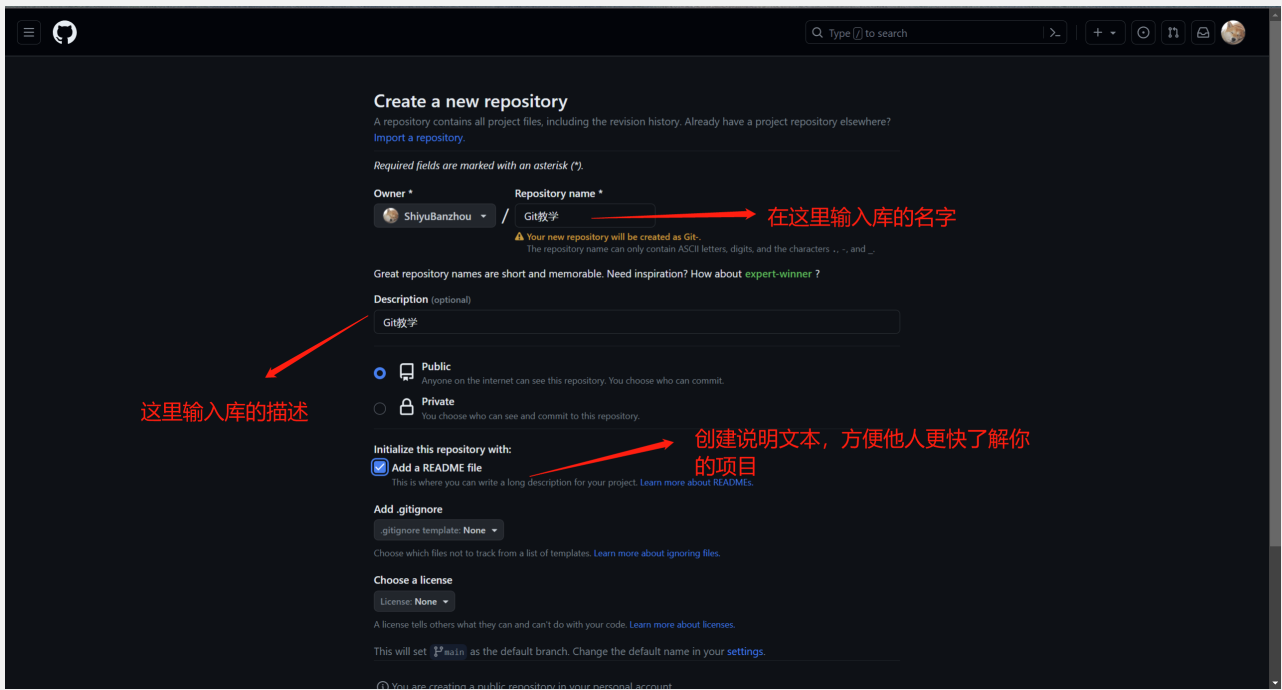 Type / to search
Create a new repository
A repository contains all project files, including the revision history. Already have a project repository elsewhere?
Import a repository.
Required fields are marked with an asterisk (*).
Owner *
Repository name *
ShiyuBanzhou
/
Git教学
在这里输入库的名字
Your new repository will be created as Git-.
The repository name can only contain ASCII letters, digits, and the characters ., -, and _.
Great repository names are short and memorable. Need inspiration? How about expert-winner ?
Description (optional)
Git教学
Public
Anyone on the internet can see this repository. You choose who can commit.
Private
You choose who can see and commit to this repository.
这里输入库的描述
创建说明文本，方便他人更快了解你
的项目
Initialize this repository with:
Add a README file
This is where you can write a long description for your project. Learn more about READMEs.
Add .gitignore
.gitignore template: None
Choose which files not to track from a list of templates. Learn more about ignoring files.
Choose a license
License: None
A license tells others what they can and can't do with your code. Learn more about licenses.
This will set main as the default branch. Change the default name in your settings.
You are creating a public repository in your personal account.